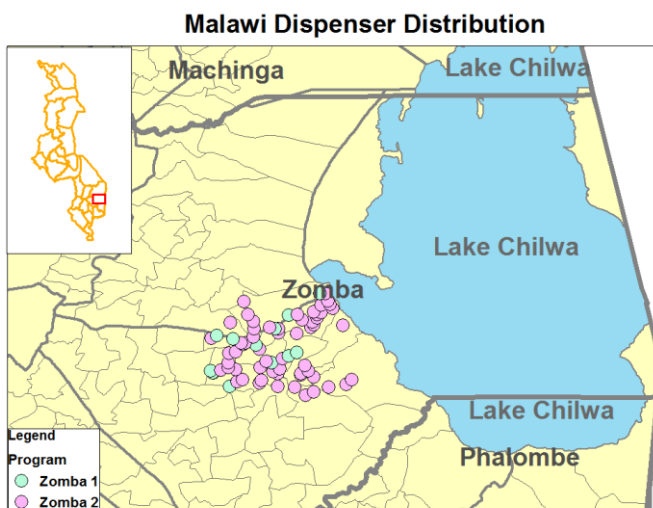 Malawi Dispenser Distribution
Machinga
Lake Chilwa
Lake Chilwa
Zomba
Lake Chilwa
Phalombe
Legend
Program
Zomba 1
Zomba 2